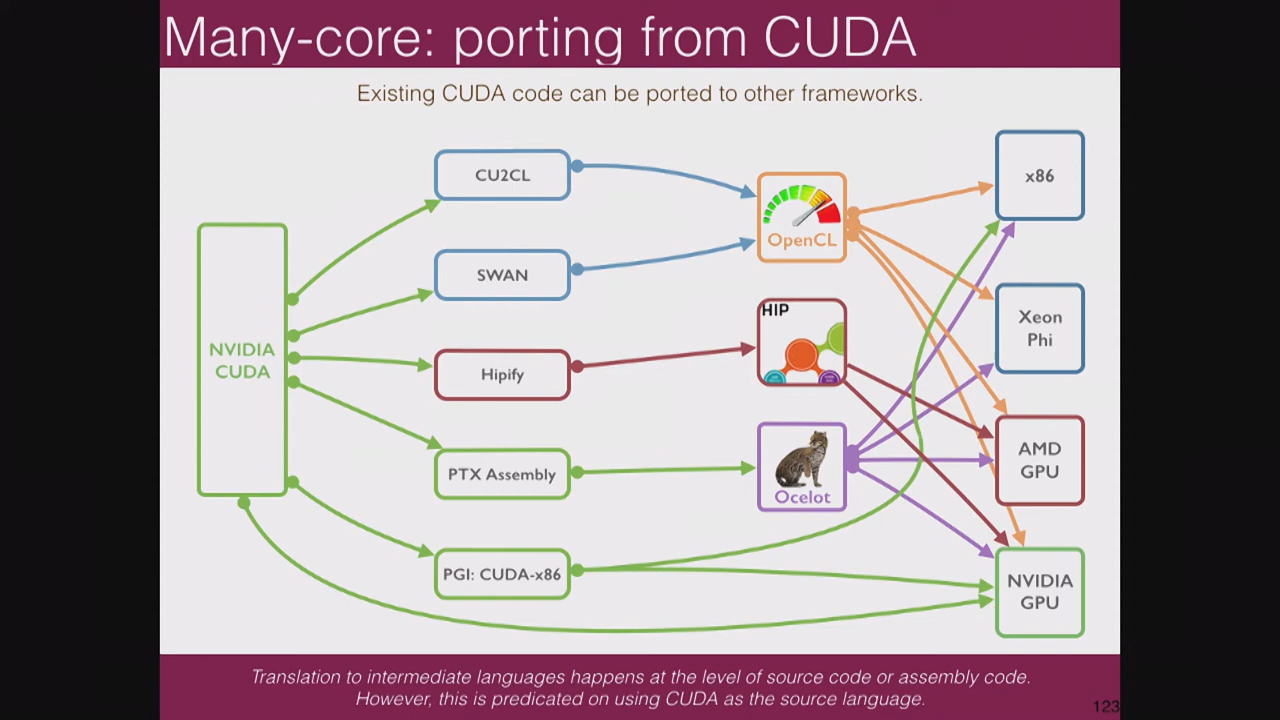 Many-core: porting from CUDA
Existing CUDA code can be ported to other frameworks.
NVIDIA
CUDA
CU2CL
SWAN
Hipify
PTX Assembly
PGI: CUDA-x86
OpenCL
HIP
Ocelot
x86
Xeon
Phi
AMD
GPU
NVIDIA
GPU
Translation to intermediate languages happens at the level of source code or assembly code.
However, this is predicated on using CUDA as the source language.
123